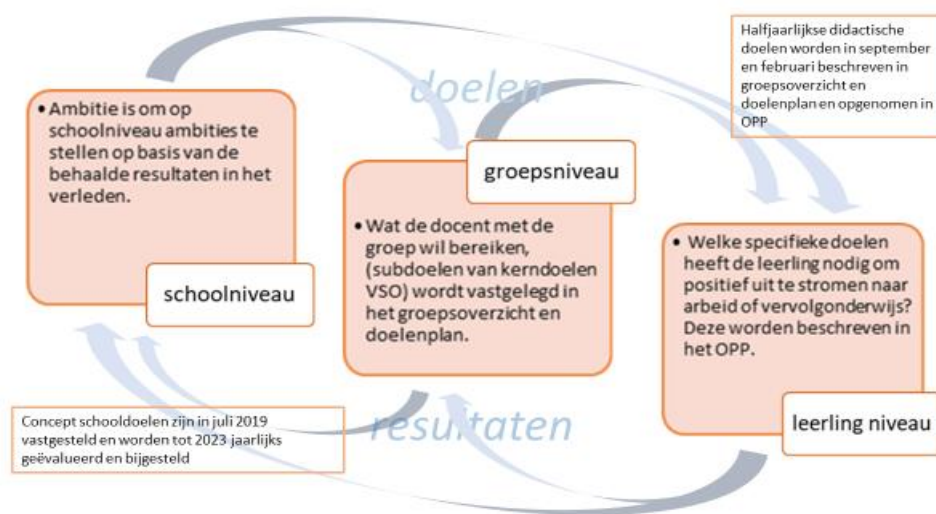 Halfjaarlijkse didactische
doelen worden in september
en februari beschreven in
groepsoverzicht en
doelenplan en opgenomen in
OPP
doelen
• Ambitie is om op
schoolniveau ambities te
stellen op basis van de
behaalde resultaten in het
verleden.
schoolniveau
groepsniveau
• Wat de docent met de
groep wil bereiken,
(subdoelen van kerndoelen
VSO) wordt vastgelegd in
het groepsoverzicht en
doelenplan.
• Welke specifieke doelen
heeft de leerling nodig om
positief uit te stromen naar
arbeid of vervolgonderwijs?
Deze worden beschreven in
het OPP.
leerling niveau
Concept schooldoelen zijn in juli 2019
vastgesteld en worden tot 2023 jaarlijks
geëvalueerd en bijgesteld
resultaten